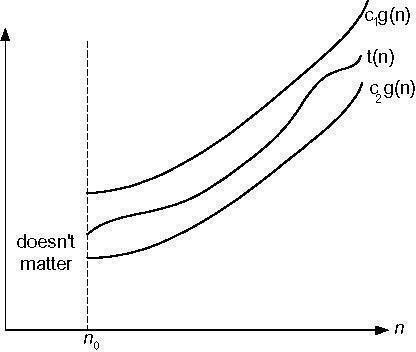 c₁g(n)
t(n)
c₂g(n)
doesn't
matter
n₀
n